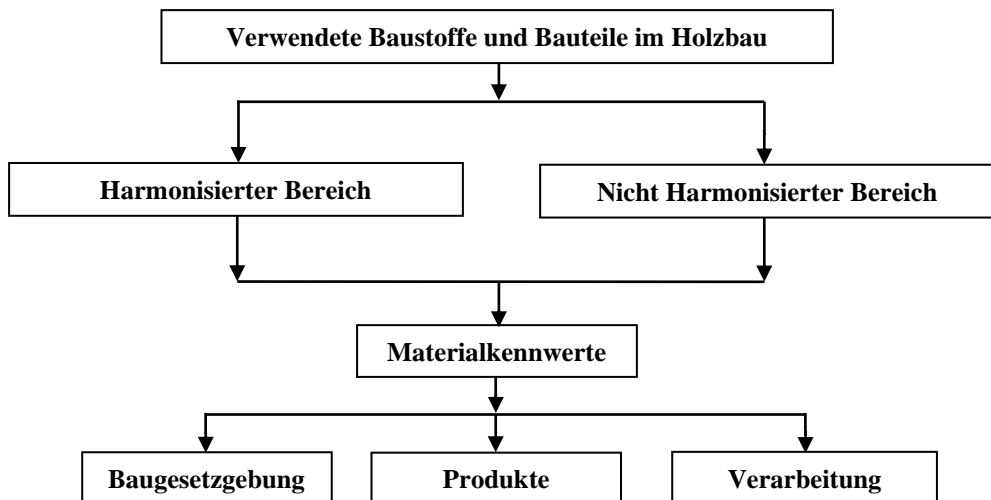 Verwendete Baustoffe und Bauteile im Holzbau
Harmonisierter Bereich
Nicht Harmonisierter Bereich
Materialkennwerte
Baugesetzgebung
Produkte
Verarbeitung